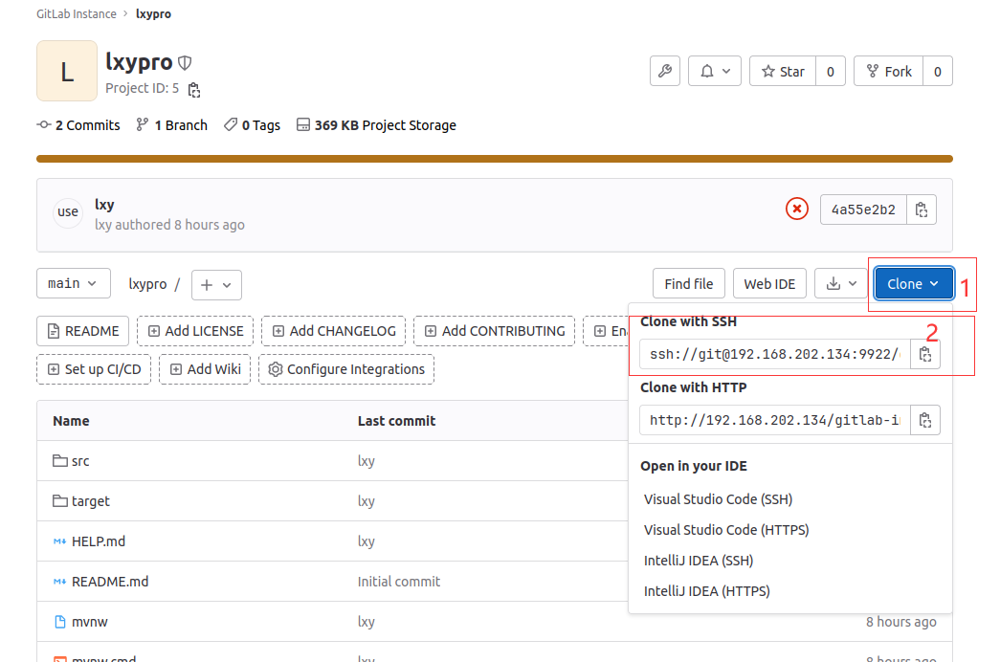 GitLab Instance › lxypro
L
lxypro
Project ID: 5
Star 0
Fork 0
2 Commits 1 Branch 0 Tags 369 KB Project Storage
use
lxy
lxy authored 8 hours ago
4a55e2b2
main
lxypro /
Find file
Web IDE
Clone
1
README
Add LICENSE
Add CHANGELOG
Add CONTRIBUTING
Set up CI/CD
Add Wiki
Configure Integrations
Clone with SSH
2
ssh://git@192.168.202.134:9922/
Clone with HTTP
http://192.168.202.134/gitlab-i
Open in your IDE
Visual Studio Code (SSH)
Visual Studio Code (HTTPS)
IntelliJ IDEA (SSH)
IntelliJ IDEA (HTTPS)
Name Last commit
src lxy
target lxy
HELP.md lxy
README.md Initial commit
mvnw lxy 8 hours ago
mvnw.cmd lxy 8 hours ago